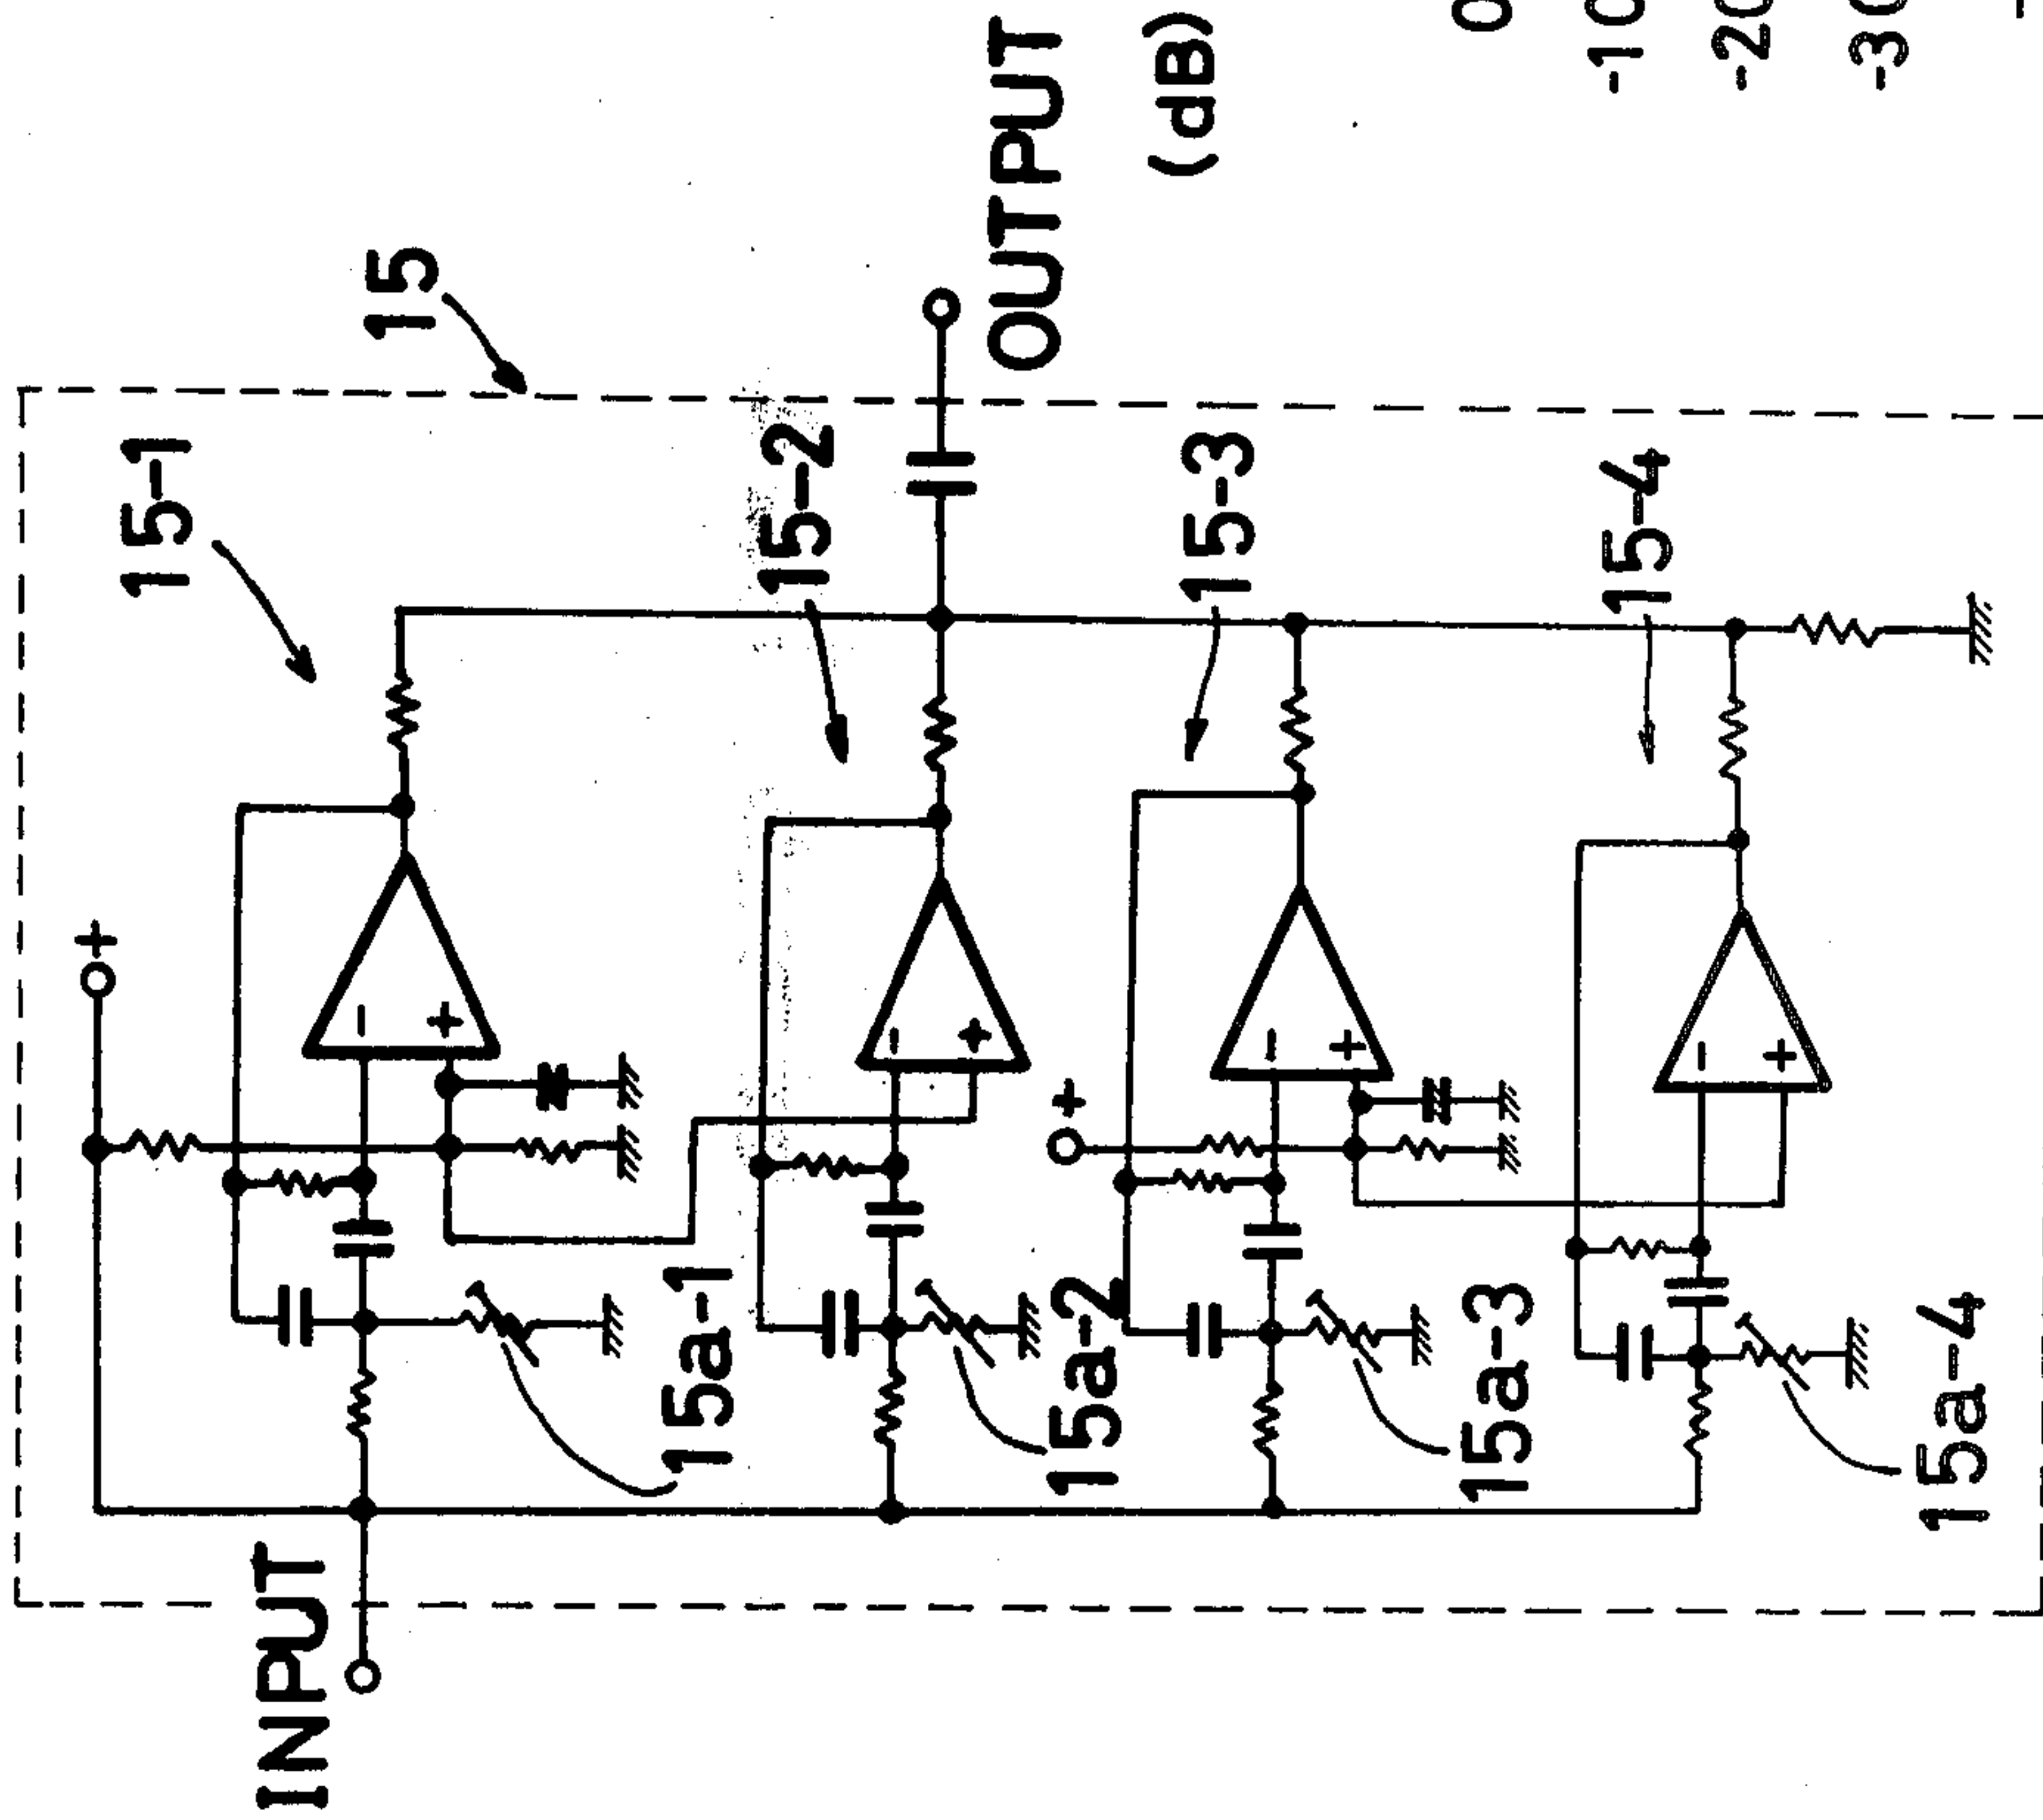 INPUT
15
15-1
15-2
15-3
15-4
15a-1
15a-2
15a-3
15a-4
+
-
+
-
+
+
-
+
-
+
OUTPUT
(dB)
0
-10
-20
-30